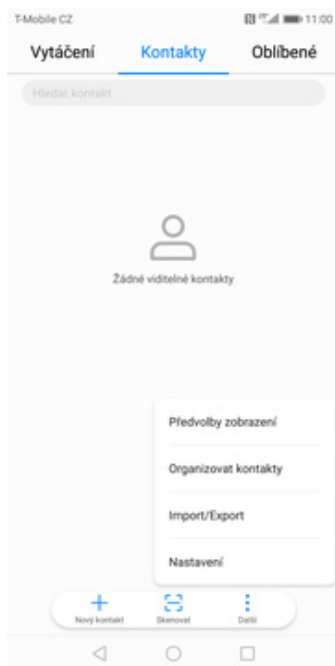 T-Mobile CZ 11:00
Vytáčení Kontakty Oblíbené
Hledat kontakt
Žádné viditelné kontakty
Předvolby zobrazení
Organizovat kontakty
Import/Export
Nastavení
Nový kontakt Skenovat Další